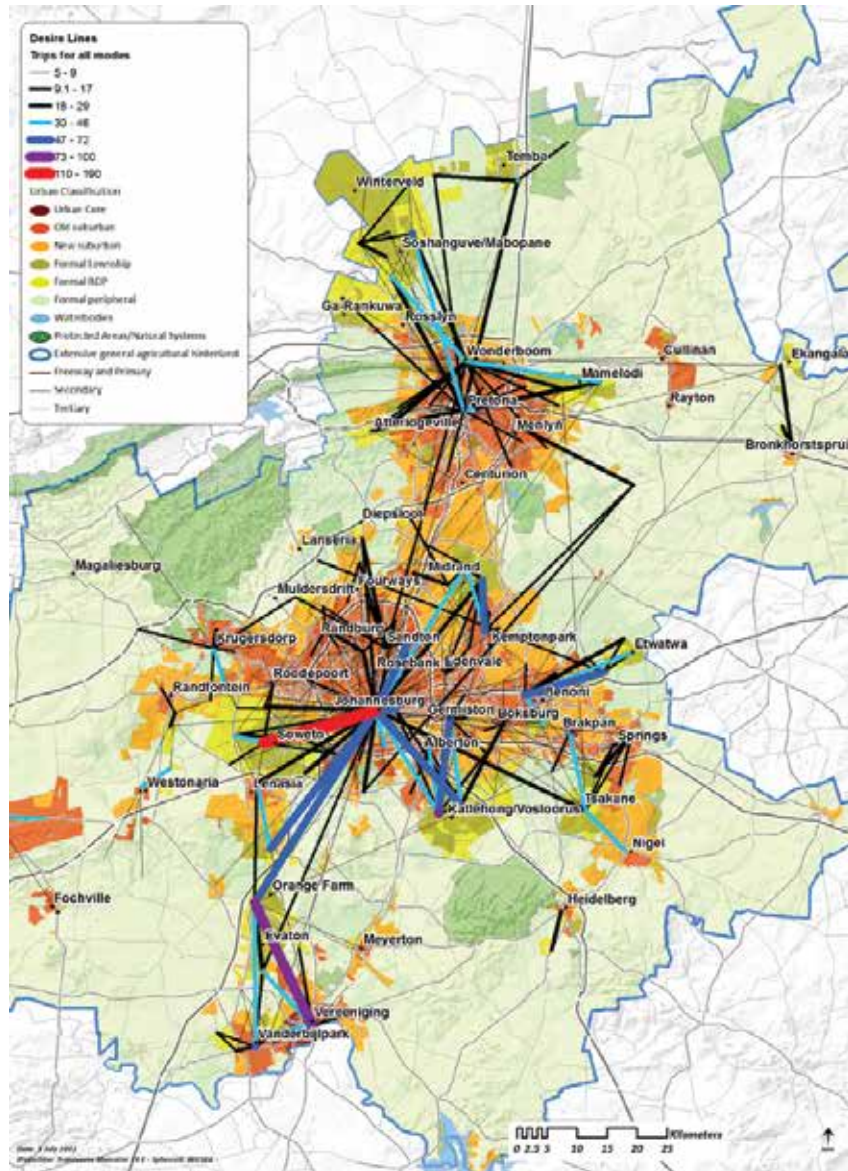 Desire Lines
Trips for all modes
5 - 9
9.1 - 17
18 - 29
30 - 46
47 - 72
73 - 100
110 - 190
Urban Classification
Urban Core
Old suburban
New suburban
Formal township
Formal RDP
Formal peripheral
Waterbodies
Protected Areas/Natural Systems
Extensive general agricultural hinterland
Freeway and Primary
Secondary
Tertiary
Temba
Winterveld
Soshanguve/Mabopane
Ga-Rankuwa
Rosslyn
Wonderboom
Cullinan
Ekangala
Mamelodi
Pretoria
Rayton
Atteridgeville
Menlyn
Bronkhorstsprui
Centurion
Diepsloot
Lanseria
Magaliesburg
Midrand
Fourways
Muldersdrift
Randburg
Sandton
Kemptonpark
Krugersdorp
Etwatwa
Rosebank
Edenvale
Roodepoort
Randfontein
Benoni
Johannesburg
Germiston
Boksburg
Brakpan
Soweto
Springs
Alberton
Westonaria
Lenasia
Tsakane
Katlehong/Vosloorus
Nigel
Orange Farm
Fochville
Heidelberg
Evaton
Meyerton
Vereeniging
Vanderbijlpark
Kilometers
0 2.5 5 10 15 20 25